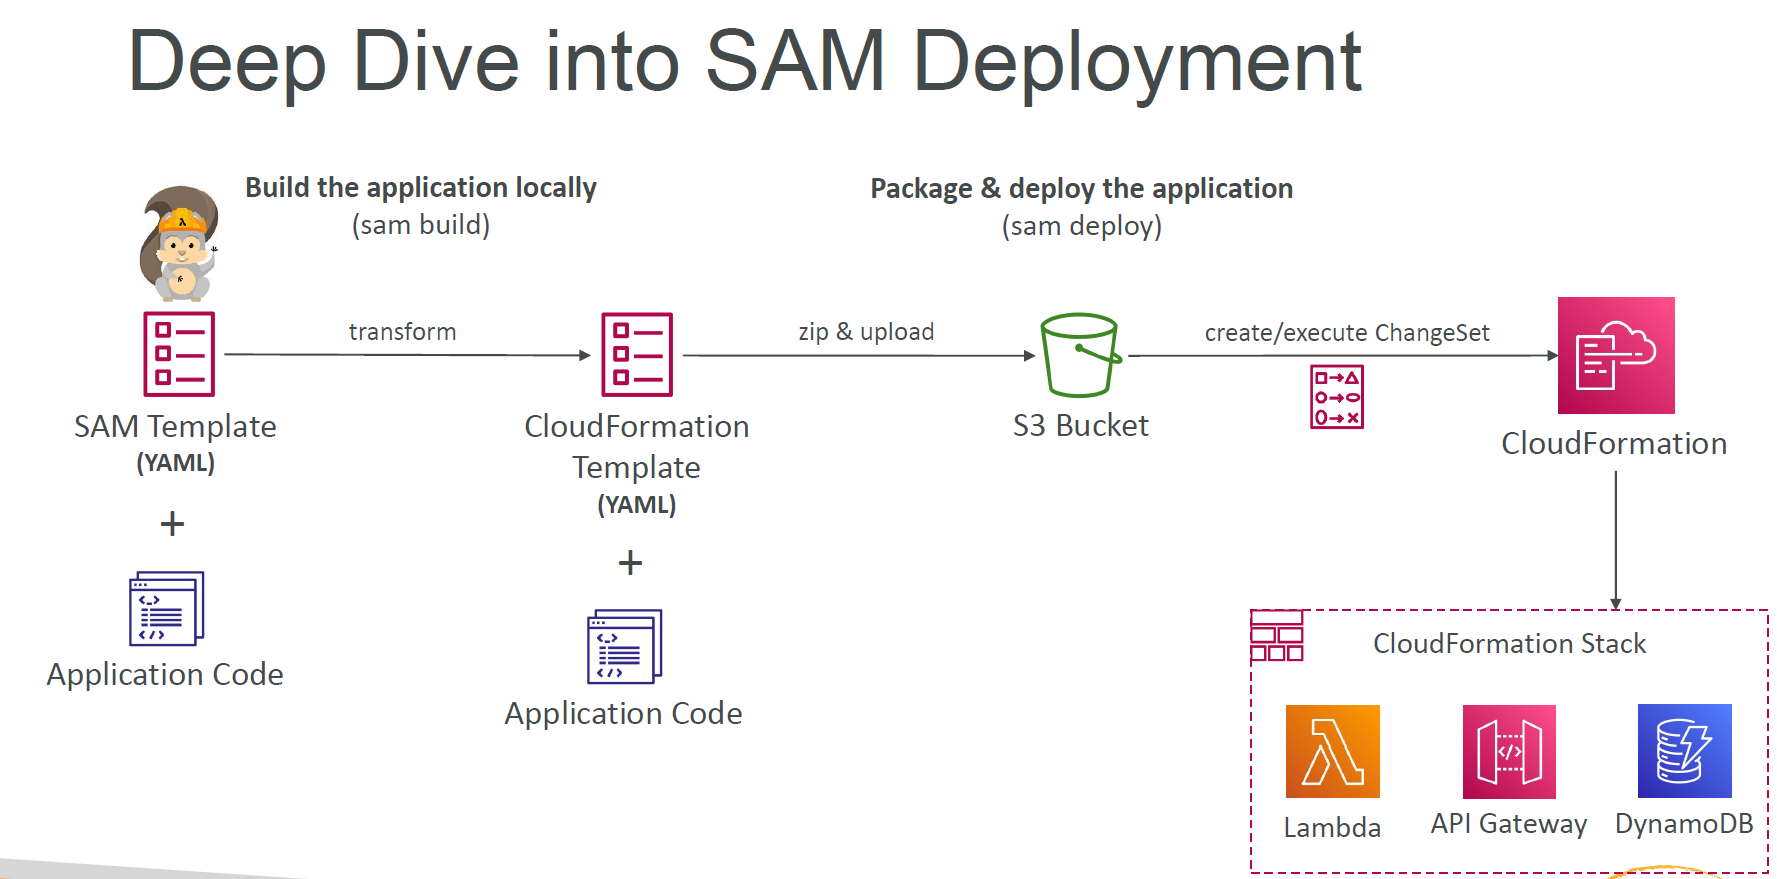 Deep Dive into SAM Deployment
Build the application locally
(sam build)
Package & deploy the application
(sam deploy)
transform
zip & upload
create/execute ChangeSet
SAM Template
(YAML)
+
Application Code
CloudFormation
Template
(YAML)
+
Application Code
S3 Bucket
CloudFormation
CloudFormation Stack
Lambda
API Gateway
DynamoDB